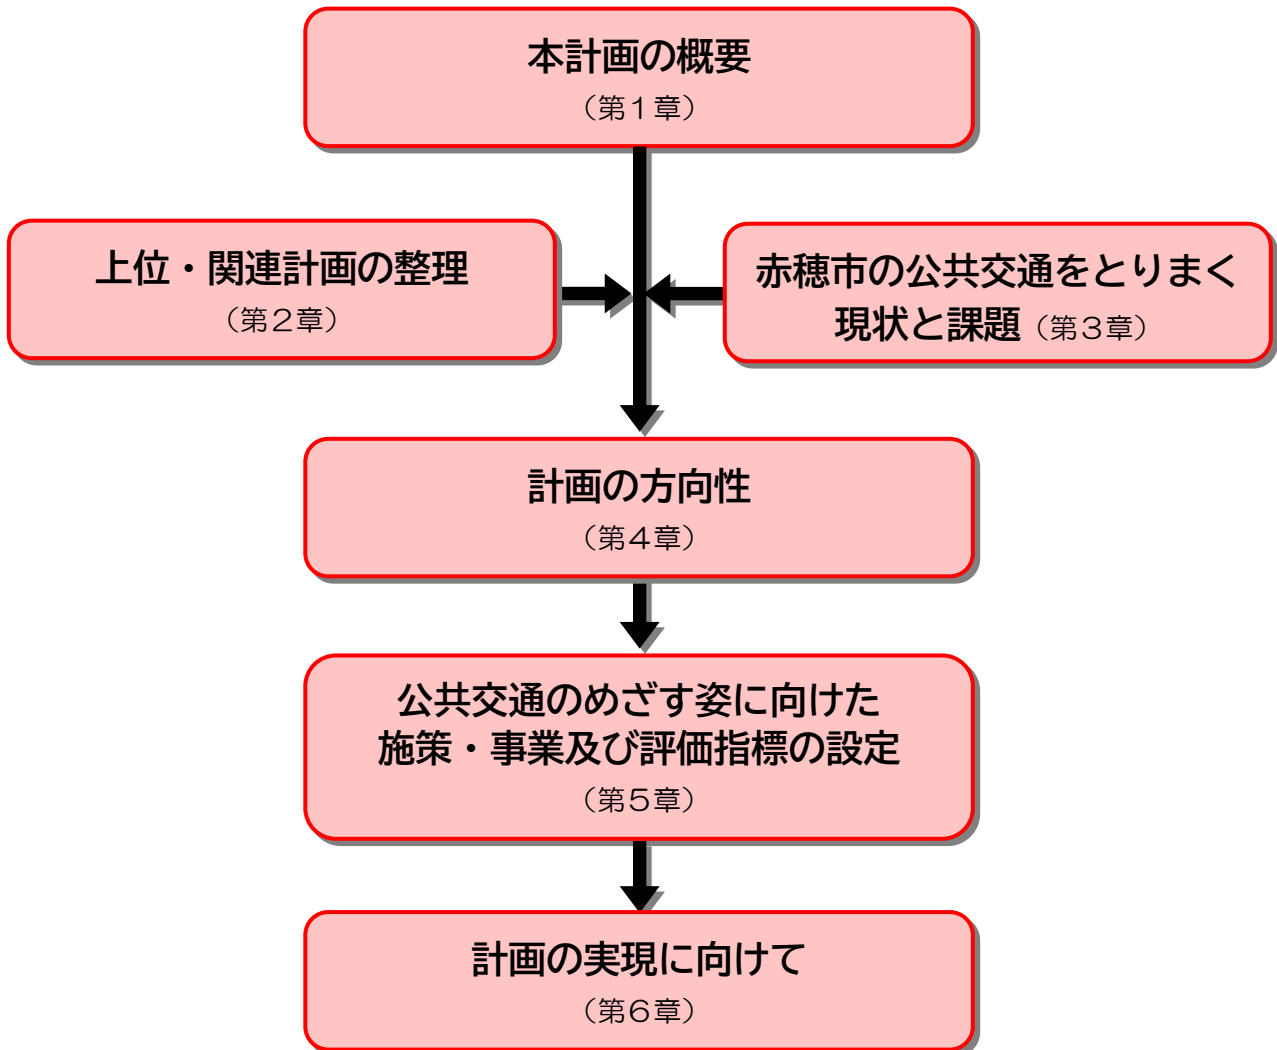 本計画の概要
（第１章）
上位・関連計画の整理
（第２章）
赤穂市の公共交通をとりまく
現状と課題（第３章）
計画の方向性
（第４章）
公共交通のめざす姿に向けた
施策・事業及び評価指標の設定
（第５章）
計画の実現に向けて
（第６章）